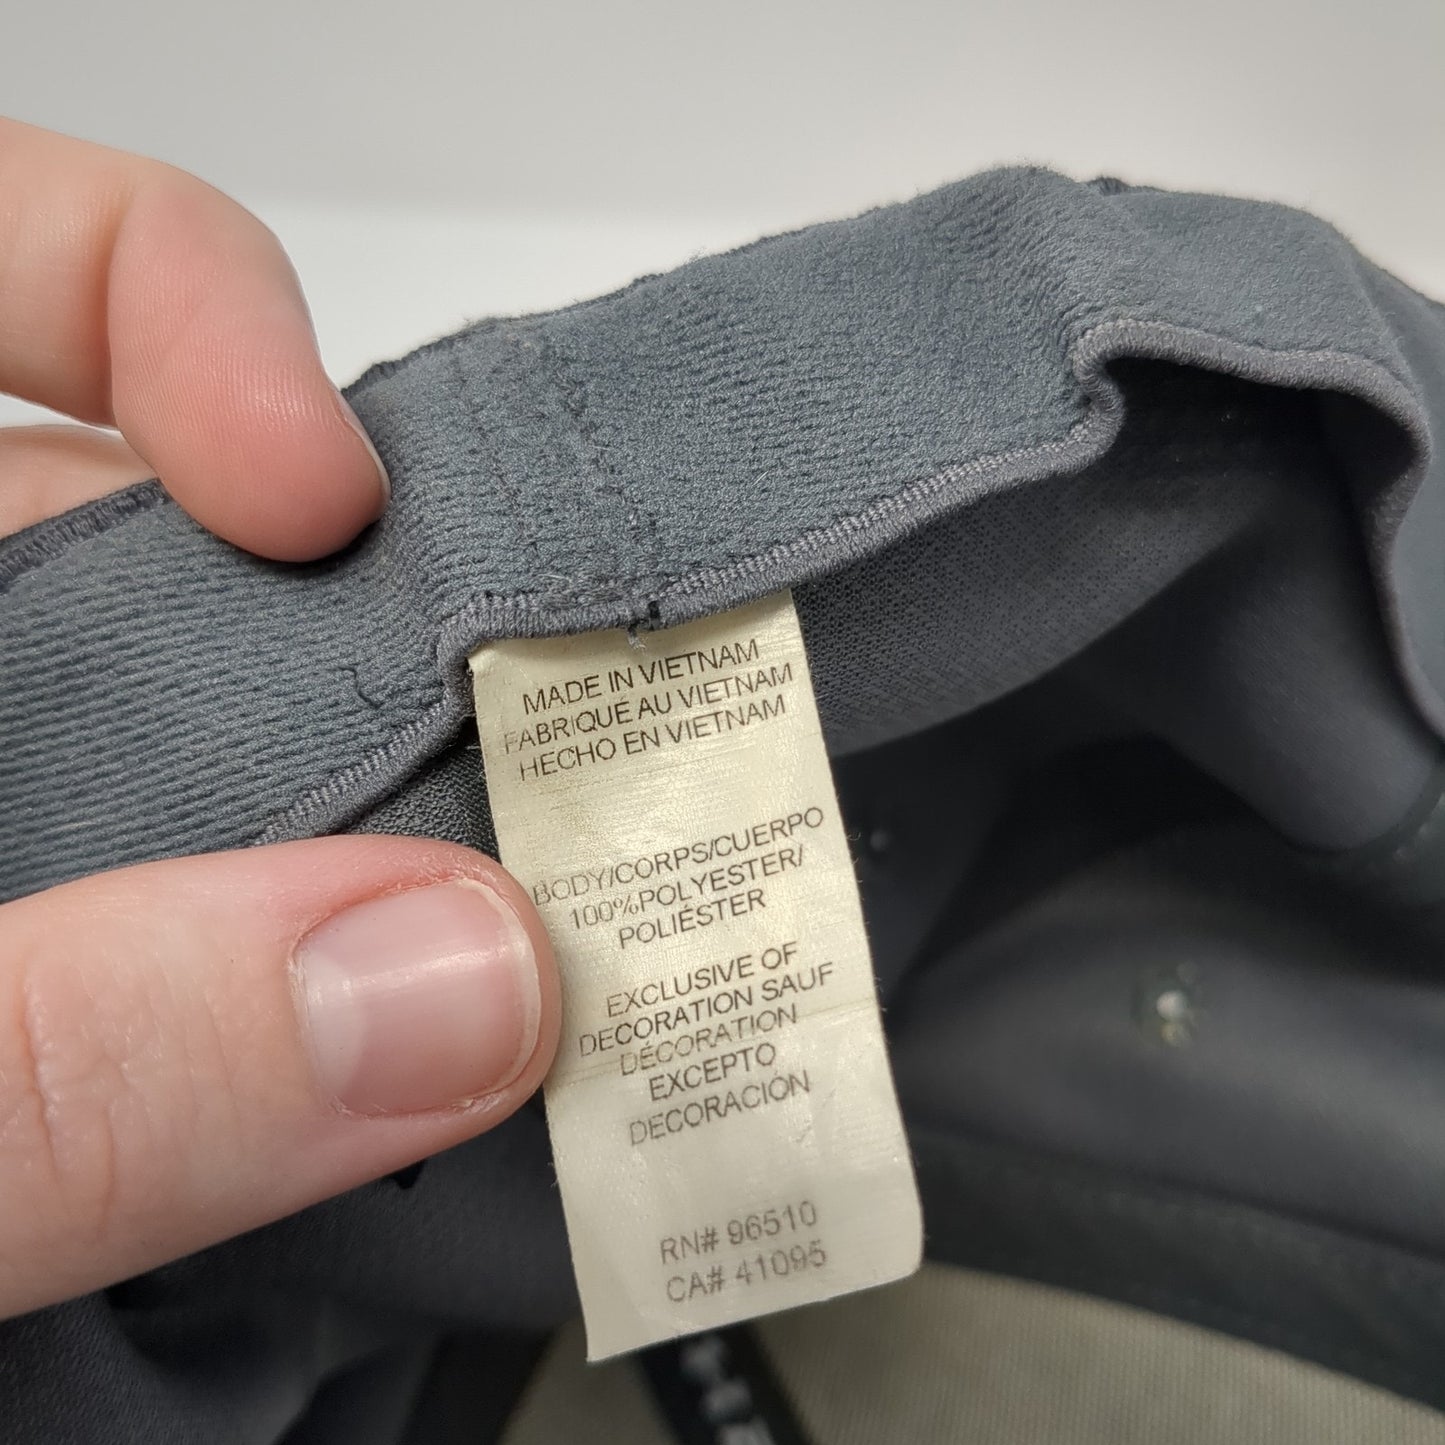 MADE IN VIETNAM
FABRIQUÉ AU VIETNAM
HECHO EN VIETNAM
BODY/CORPS/CUERPO
100%POLYESTER/
POLIÉSTER
EXCLUSIVE OF
DECORATION SAUF
DÉCORATION
EXCEPTO
DECORACIÓN
RN# 96510
CA# 41095